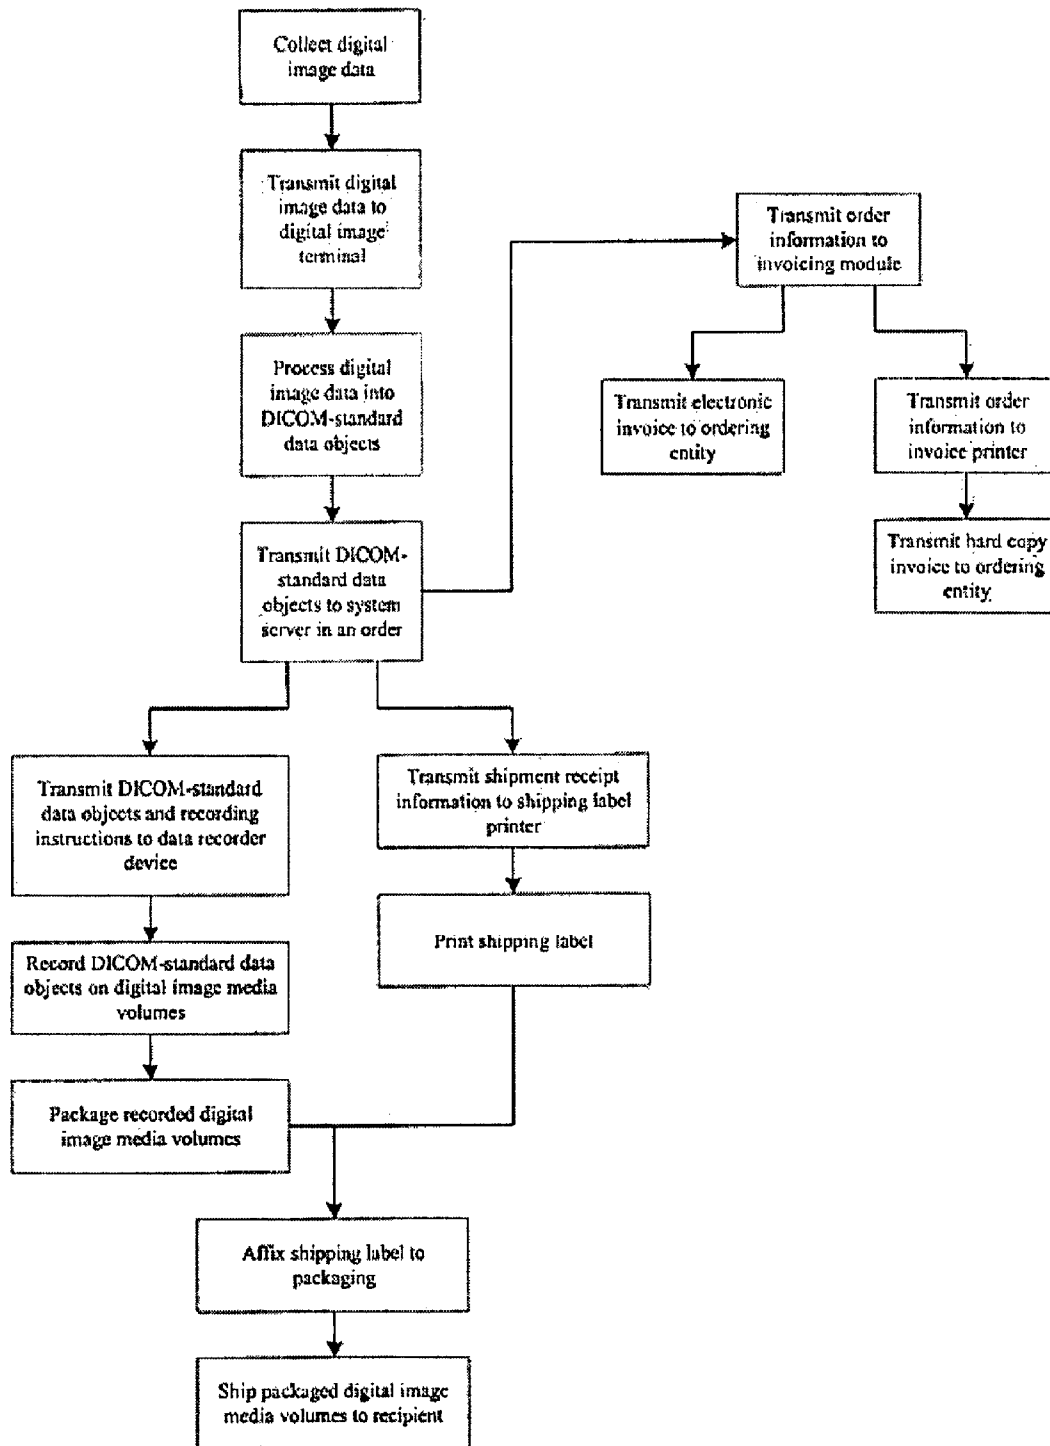 Collect digital
image data
Transmit digital
image data to
digital image
terminal
Transmit order
information to
invoicing module
Process digital
image data into
DICOM-standard
data objects
Transmit electronic
invoice to ordering
entity
Transmit order
information to
invoice printer
Transmit DICOM-
standard data
objects to system
server in an order
Transmit hard copy
invoice to ordering
entity
Transmit DICOM-standard
data objects and recording
instructions to data recorder
device
Transmit shipment receipt
information to shipping label
printer
Record DICOM-standard data
objects on digital image media
volumes
Print shipping label
Package recorded digital
image media volumes
Affix shipping label to
packaging
Ship packaged digital image
media volumes to recipient